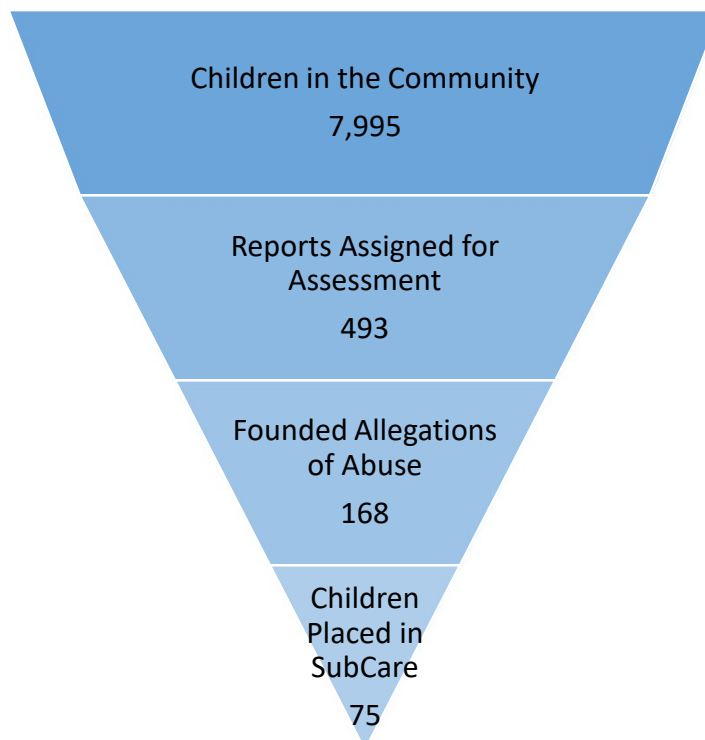 Children in the Community
7,995
Reports Assigned for
Assessment
493
Founded Allegations
of Abuse
168
Children
Placed in
SubCare
75